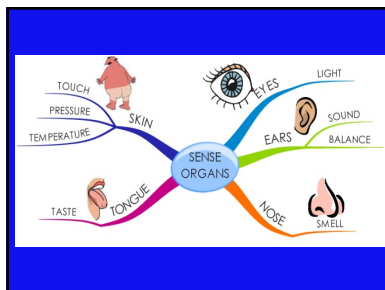 SENSE
ORGANS
EYES
LIGHT
EARS
SOUND
BALANCE
NOSE
SMELL
TONGUE
TASTE
SKIN
TOUCH
PRESSURE
TEMPERATURE